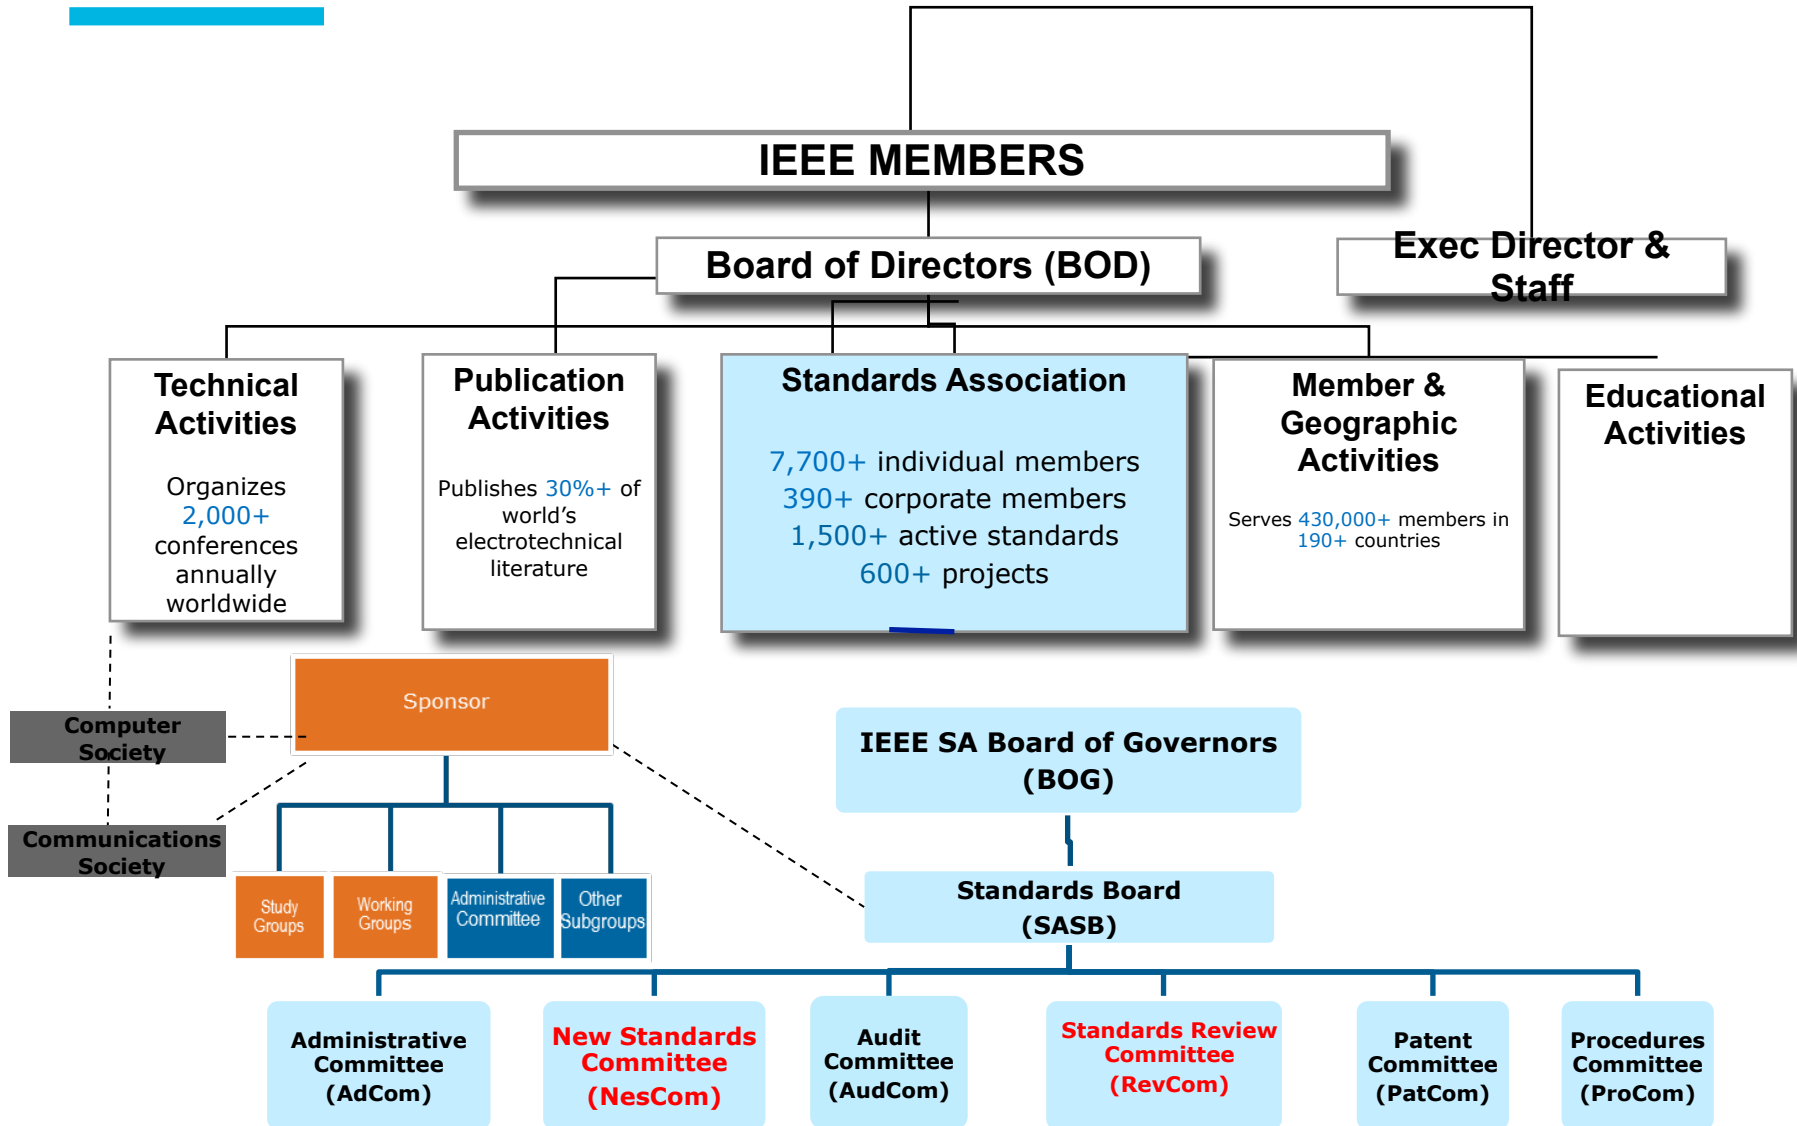 IEEE MEMBERS
Board of Directors (BOD)
Exec Director &
Staff
Technical
Activities
Organizes
2,000+
conferences
annually
worldwide
Publication
Activities
Publishes 30%+ of
world's
electrotechnical
literature
Standards Association
7,700+ individual members
390+ corporate members
1,500+ active standards
600+ projects
Member &
Geographic
Activities
Serves 430,000+ members in
190+ countries
Educational
Activities
Sponsor
Computer
Society
Communications
Society
Study
Groups
Working
Groups
Administrative
Committee
Other
Subgroups
IEEE SA Board of Governors
(BOG)
Standards Board
(SASB)
Administrative
Committee
(AdCom)
New Standards
Committee
(NesCom)
Audit
Committee
(AudCom)
Standards Review
Committee
(RevCom)
Patent
Committee
(PatCom)
Procedures
Committee
(ProCom)